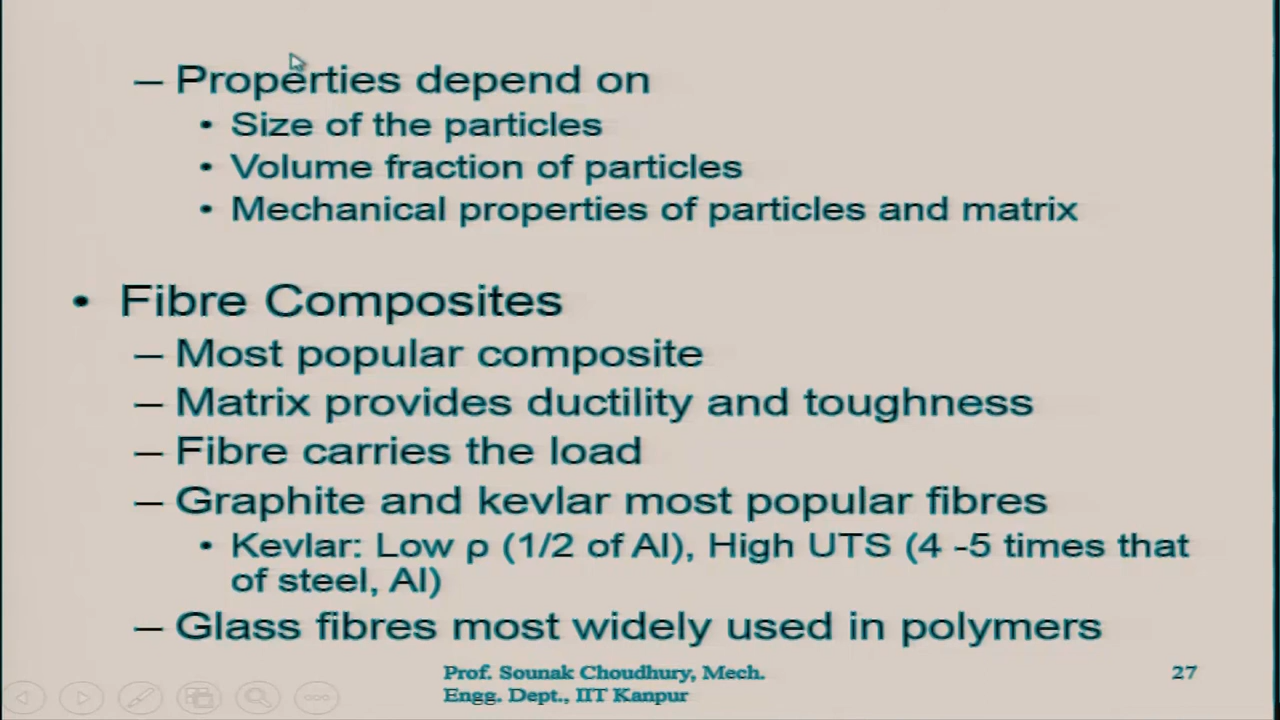 – Properties depend on
• Size of the particles
• Volume fraction of particles
• Mechanical properties of particles and matrix
• Fibre Composites
– Most popular composite
– Matrix provides ductility and toughness
– Fibre carries the load
– Graphite and kevlar most popular fibres
• Kevlar: Low ρ (1/2 of Al), High UTS (4 -5 times that
of steel, Al)
– Glass fibres most widely used in polymers
Prof. Sounak Choudhury, Mech.
Engg. Dept., IIT Kanpur
27